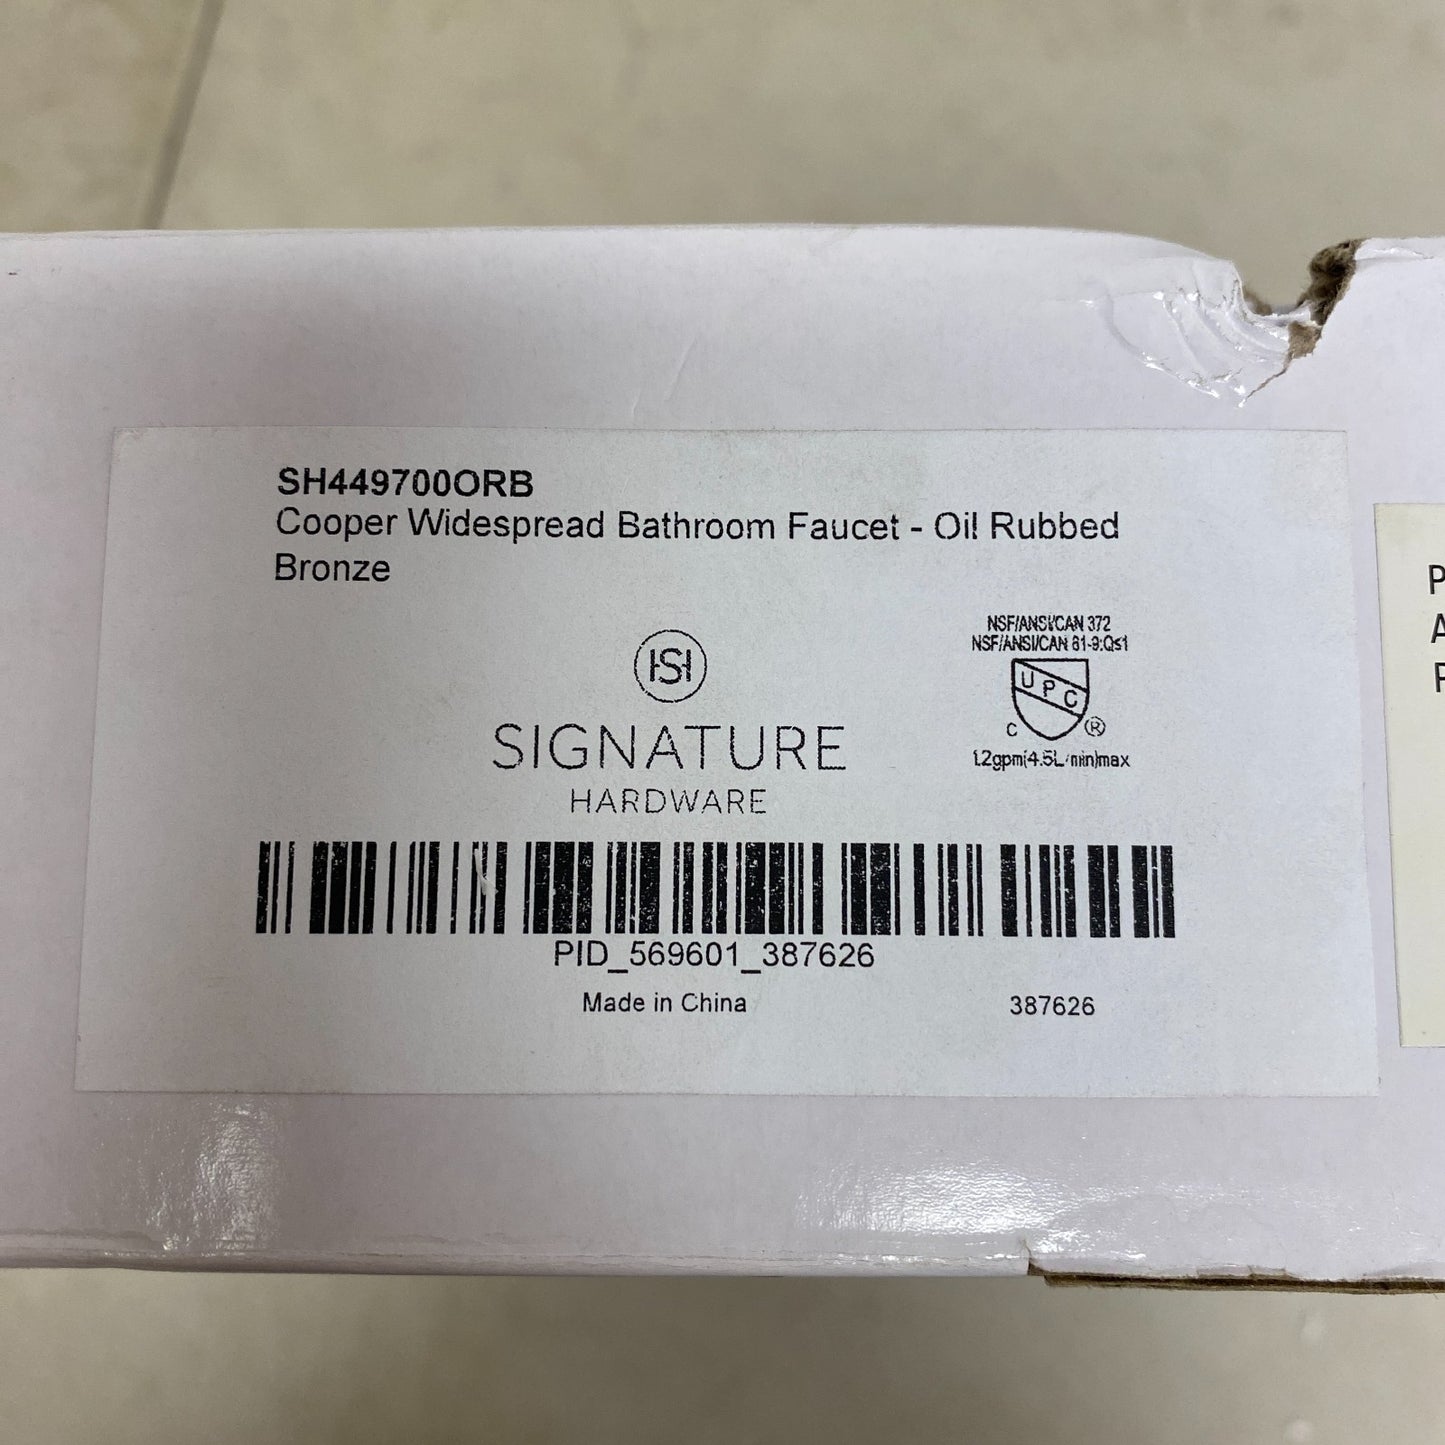 SH449700ORB
Cooper Widespread Bathroom Faucet - Oil Rubbed
Bronze
NSF/ANSI/CAN 372
NSF/ANSI/CAN 61-9:Q≤1
HSH
UPC
C ®
1.2gpm(4.5L/min)max
SIGNATURE
HARDWARE
PID_569601_387626
Made in China
387626
P
A